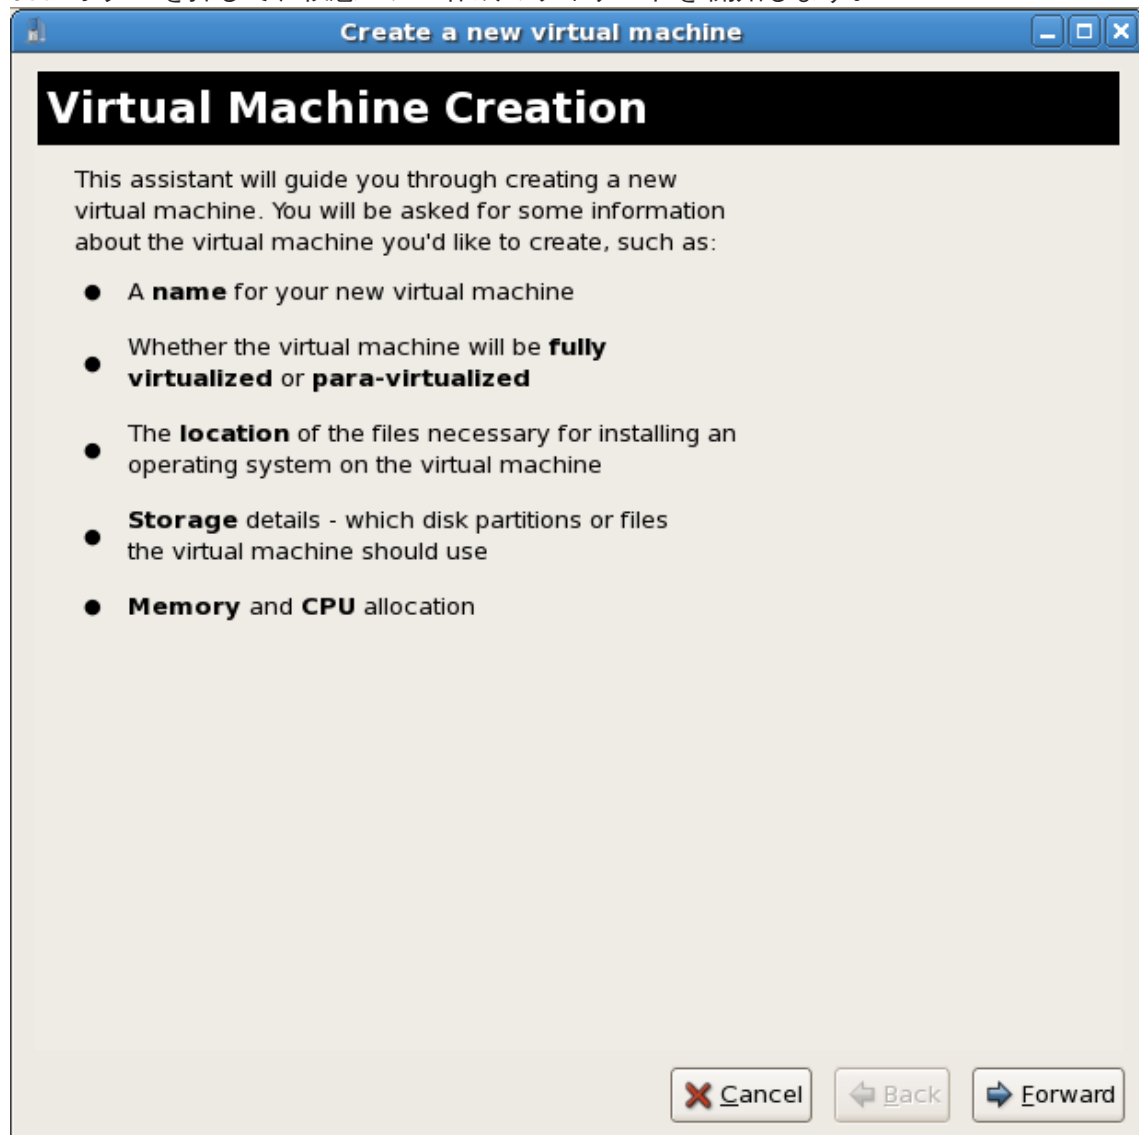 Create a new virtual machine
Virtual Machine Creation
This assistant will guide you through creating a new
virtual machine. You will be asked for some information
about the virtual machine you'd like to create, such as:
● A name for your new virtual machine
● Whether the virtual machine will be fully
virtualized or para-virtualized
● The location of the files necessary for installing an
operating system on the virtual machine
● Storage details - which disk partitions or files
the virtual machine should use
● Memory and CPU allocation
Cancel Back Forward